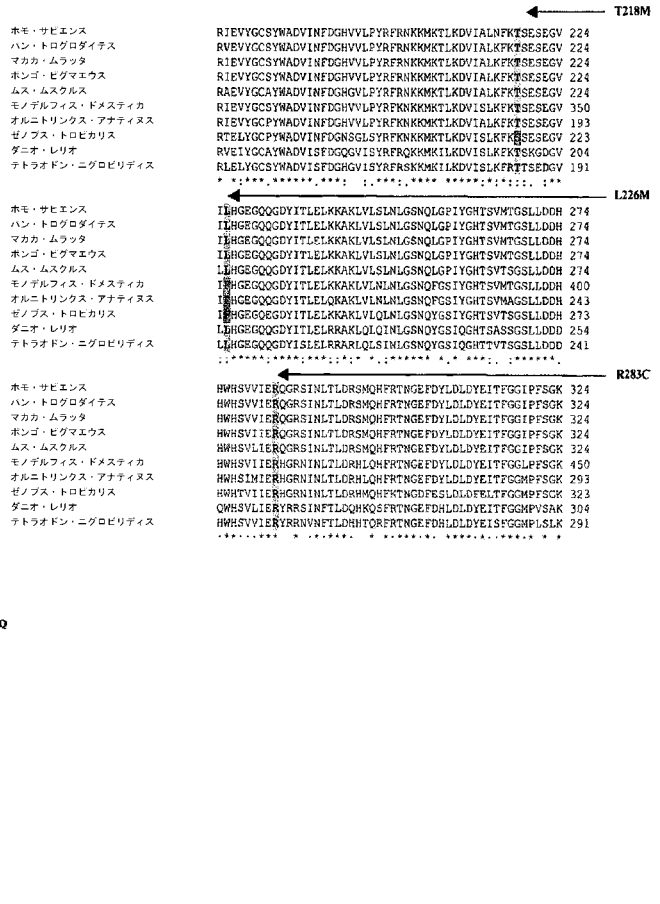 T218M
ホモ・サピエンス RIEVYGCSYWADVINFDGHVVLPYRFRNKKMKTLKDVIALNFKTSESEGV 224
ハン・トログロダイテス RVEVYGCSYWADVINFDGHVVLPYRFRNKKMKTLKDVIALKFKTSESEGV 224
マカカ・ムラッタ RIEVYGCPYWADVINFDGHVVLPYRFRNKKMKTLKDVIALKFKTSESEGV 224
ホンゴ・ピグマエウス RIEVYGCPYWADVINFDGHVVLPYRFRNKKMKTLKDVIALKFKTSESEGV 224
ムス・ムスクルス RAEVYGCAYWADVINFDGHGVLPYRFRNKKMKTLKDVIALKFKTSESEGV 224
モノデルフィス・ドメスティカ RIEVYGCSYWADVINFDGHVVLPYRFKNKKMKTLKDVISLKFKTSESEGV 350
オルニトリンクス・アナティヌス RIEVYGCSYWADVINFDGHVVLPYRFKNKKMKTLKDVIALKFKTSESEGV 193
ゼノプス・トロピカリス RTELYGCPYWADVINFDGNSGLSYRFKNKKMKTLKDVISLKFKSSESEGV 223
ダニオ・レリオ RVEIYGCAYWADVISFDGQGVISYRFRQKKMKTLKDVISLKFKTSKGDGV 204
テトラオドン・ニグロビリディス RLELYGCSYWADVISFDGHGVISYRFRNKKMKTLKDVISLKFRTTSEGV 191
L226M
ホモ・サピエンス ILHGEGQQGDYITLELKKAKLVLSLNLGSNQLGPIYGHTSVMTGSLLDDH 274
ハン・トログロダイテス ILHGEGQQGDYITLELKKAKLVLSLNLGSNQLGPIYGHTSVMTGSLLDDH 274
マカカ・ムラッタ ILHGEGQQGDYITLELKKAKLVLSLNLGSNQLGPIYGHTSVMTGSLLDDH 274
ホンゴ・ピグマエウス ILHGEGQQGDYITLELKKAKLVLSLNLGSNQLGPIYGHTSVMTGSLLDDH 274
ムス・ムスクルス LLHGEGQQGDYITLELKKAKLVLSLNLGSNQLGPIYGHTSVTSGSLLDDH 274
モノデルフィス・ドメスティカ IMHGEGQQGDYITLELKKAKLVLNLNLGSNQFGSIYGHTSVMTGSLLDDH 400
オルニトリンクス・アナティヌス IMHGEGQQGDYITLELQKAKLVLNLNLGSNQFGSIYGHTSVMAGSLLDDH 243
ゼノプス・トロピカリス IMHGEGQEGDYITLELKKAKLVLQLNLGSNQYGSIYGHTSVTSGSLLDDH 273
ダニオ・レリオ LLHGEGQQGDYITLELRRAKLQLQINLGSNQYGSIQGHTSASSGSLLDDD 254
テトラオドン・ニグロビリディス LLHGEGQQGDYISLELRRARLQLSINLGSNQYGSIQGHTTVTSGSLLDDD 241
R283C
ホモ・サピエンス HWHSVVIERQGRSINLTLDRSMQHFRTNGEFDYLDLDYEITFGGIPFSGK 324
ハン・トログロダイテス HWHSVVIERQGRSINLTLDRSMQHFRTNGEFDYLDLDYEITFGGIPFSGK 324
マカカ・ムラッタ HWHSVVIERQGRSINLTLDRSMQHFRTNGEFDYLDLDYEITFGGIPFSGK 324
ホンゴ・ピグマエウス HWHSVIIERQGRSINLTLDRSMQHFRTNGEFDYLDLDYEITFGGIPFSGK 324
ムス・ムスクルス HWHSVLIERQGRSINLTLDRSMQHFRTNGEFDYLDLDYEITFGGIPFSGK 324
モノデルフィス・ドメスティカ HWHSVIIERHGRNINLTLDRHLQHFRTNGEFDYLDLDYEITFGGLPFSGK 450
オルニトリンクス・アナティヌス HWHSIMIERHGRNINLTLDRHLQHFRTNGEFDYLDLDYEITFGGMPFSGK 293
ゼノプス・トロピカリス HWHTVIIERHGRNINLTLDRHMQHFKTNGDFESLDLDFELTFGGMPFSGK 323
ダニオ・レリオ QWHSVLIERYRRSINFTLDQHKQSFRTNGEFDHLDLDYEITFGGMPVSAK 304
テトラオドン・ニグロビリディス HWHSVVIERYRRNVNFTLDHHTQRFRTNGEFDHLDLDYEISFGGMPLSLK 291
Q